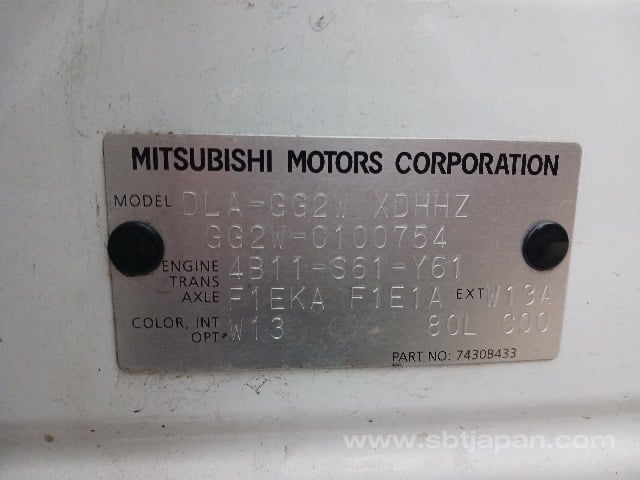 MITSUBISHI MOTORS CORPORATION
MODEL DLA-GG2W XDHHZ
GG2W-0100754
ENGINE 4B11-S61-Y61
TRANS
AXLE F1EKA F1E1A EXT W13A
COLOR, INT W13 80L C00
OPT
PART NO: 7430B433
www.sbtjapan.com